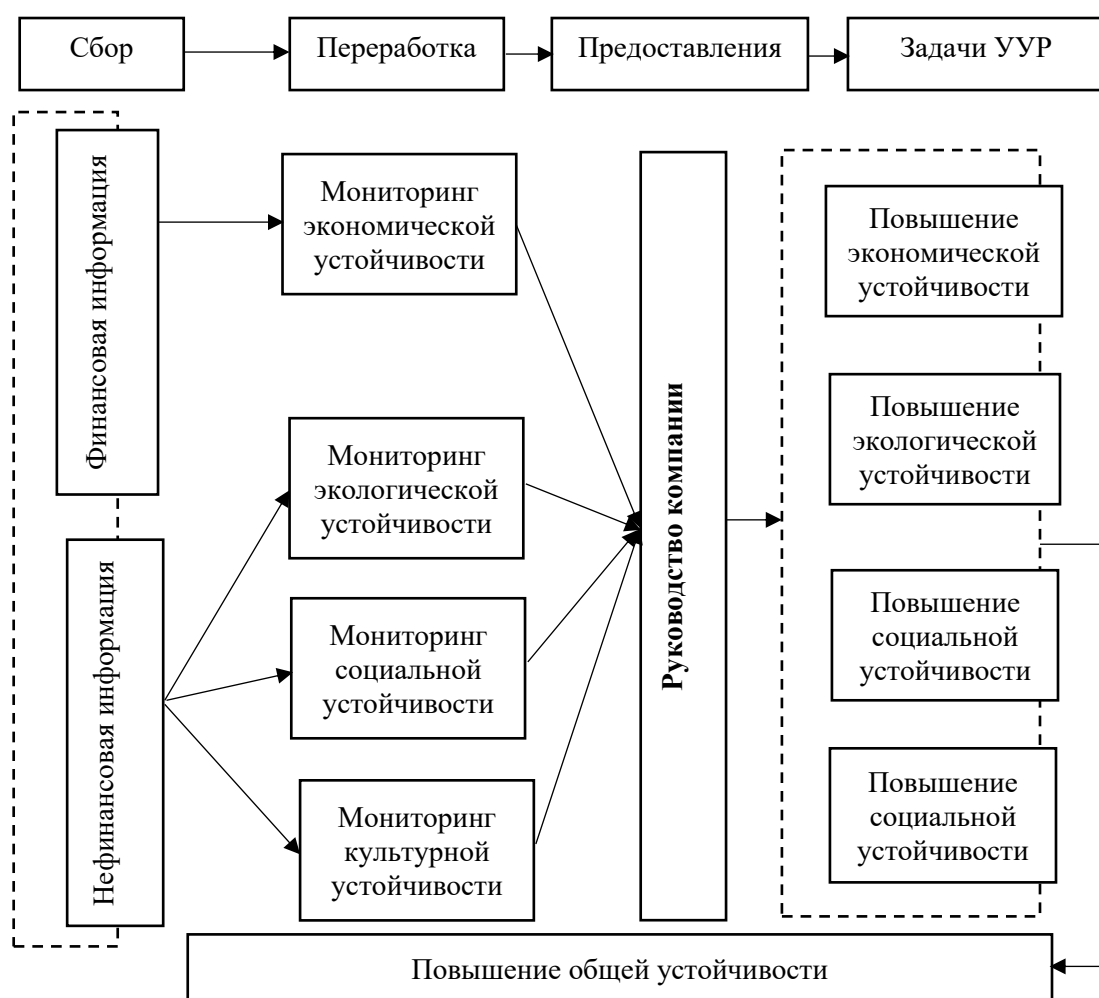 Сбор
Переработка
Предоставления
Задачи УУР
Финансовая информация
Нефинансовая информация
Мониторинг
экономической
устойчивости
Мониторинг
экологической
устойчивости
Мониторинг
социальной
устойчивости
Мониторинг
культурной
устойчивости
Руководство компании
Повышение
экономической
устойчивости
Повышение
экологической
устойчивости
Повышение
социальной
устойчивости
Повышение
социальной
устойчивости
Повышение общей устойчивости